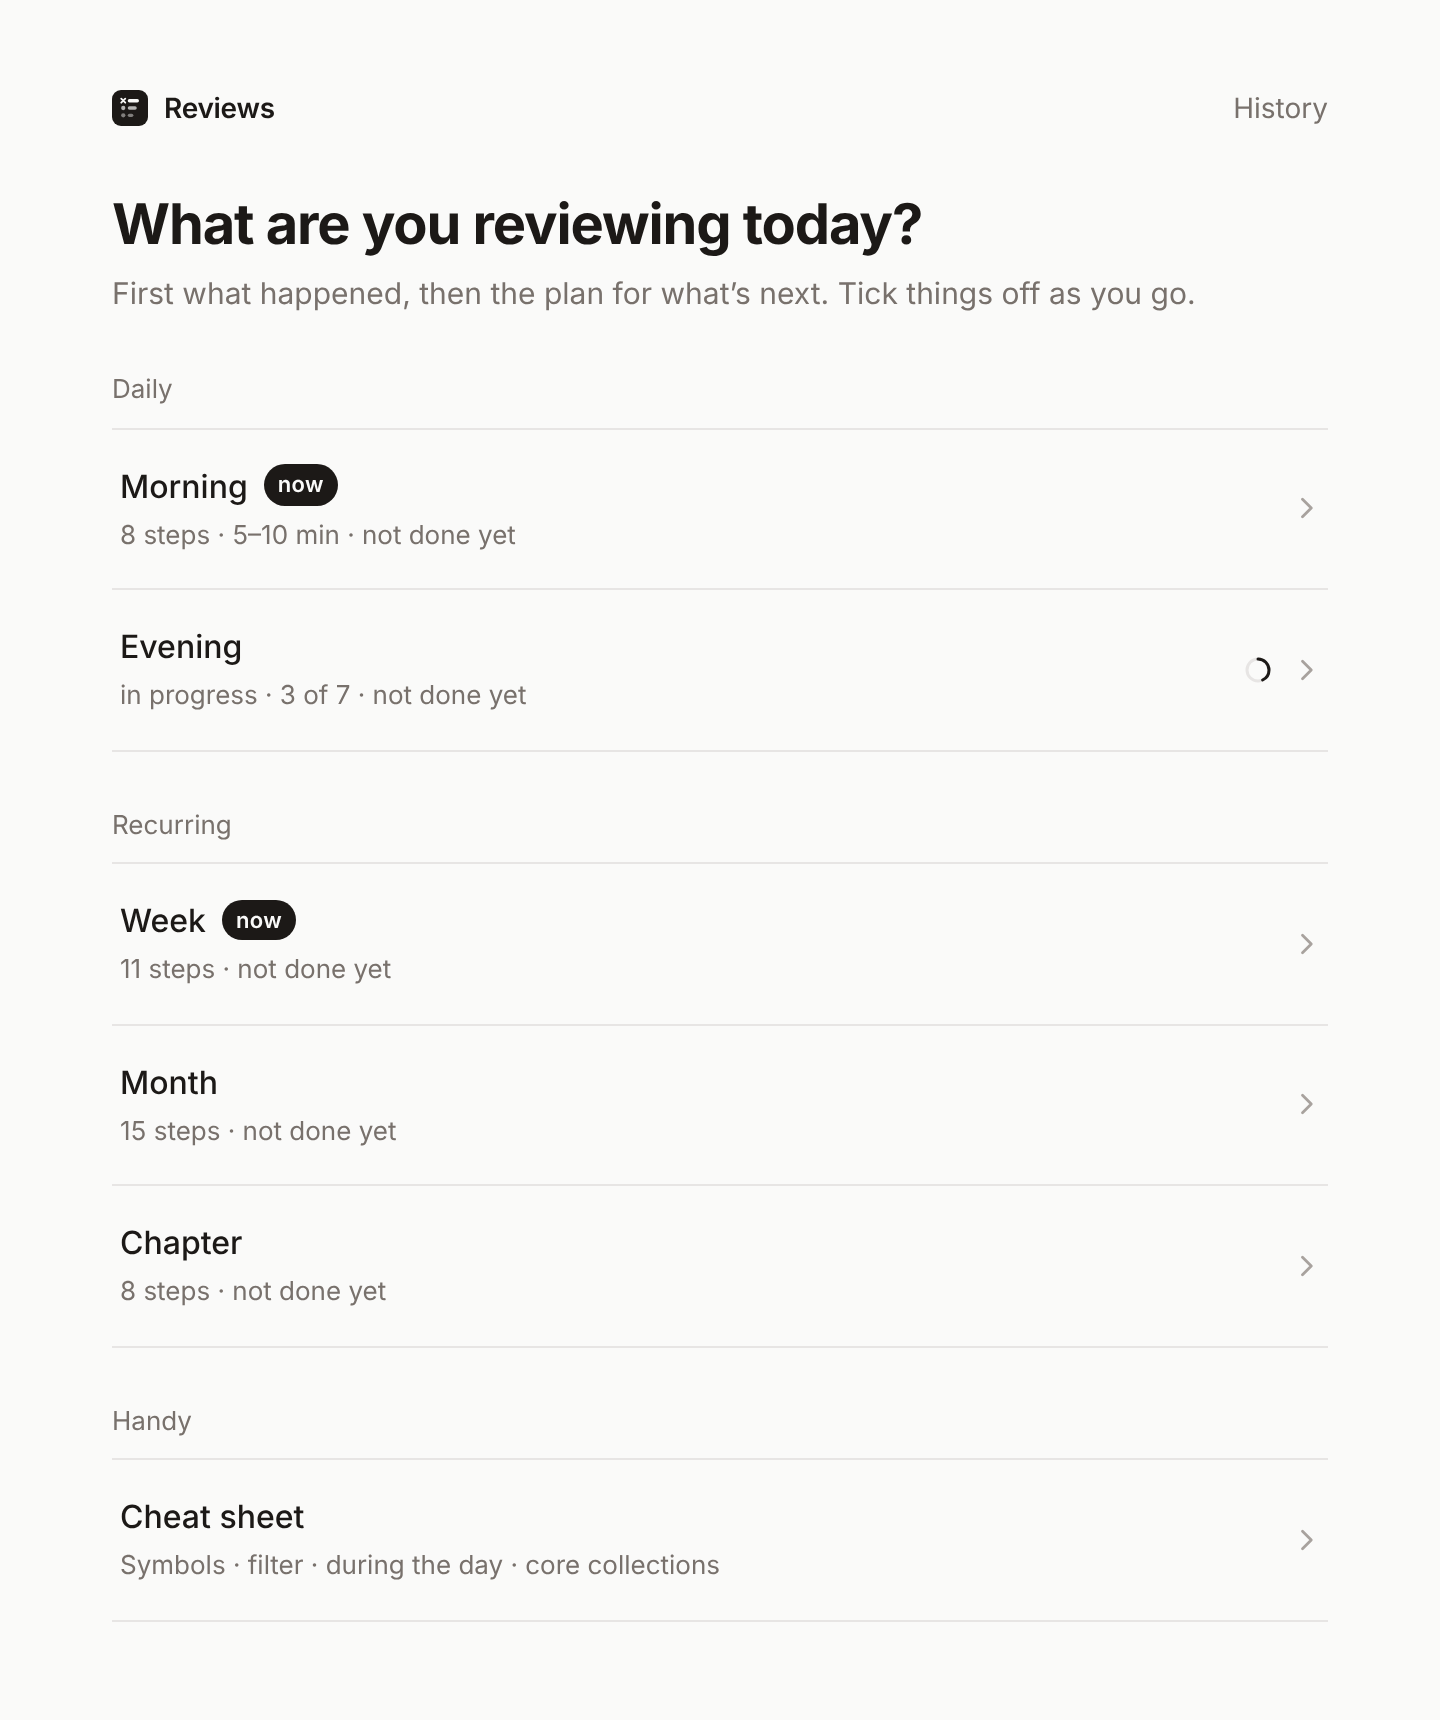 Reviews
History
What are you reviewing today?
First what happened, then the plan for what’s next. Tick things off as you go.
Daily
Morning now
8 steps · 5–10 min · not done yet
Evening
in progress · 3 of 7 · not done yet
Recurring
Week now
11 steps · not done yet
Month
15 steps · not done yet
Chapter
8 steps · not done yet
Handy
Cheat sheet
Symbols · filter · during the day · core collections